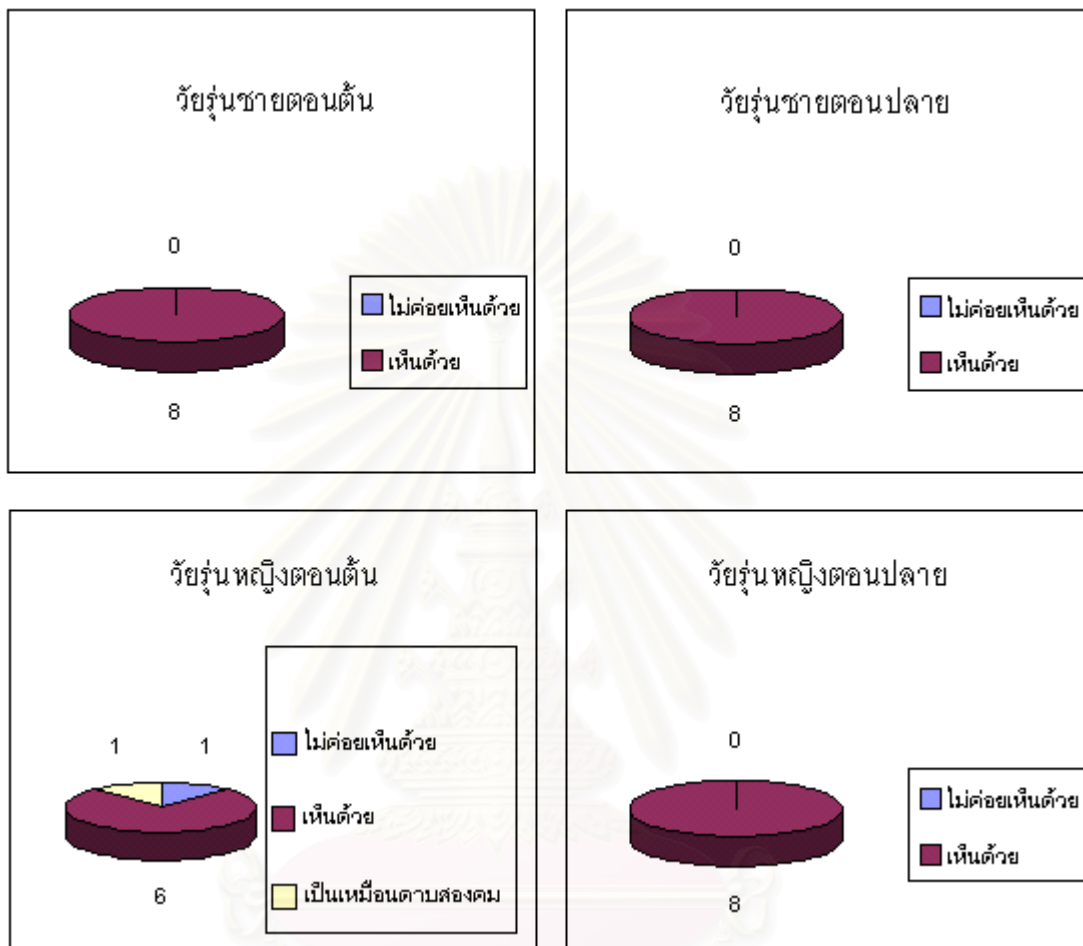 วัยรุ่นชายตอนต้น
0
ไม่ค่อยเห็นด้วย
เห็นด้วย
8
วัยรุ่นชายตอนปลาย
0
ไม่ค่อยเห็นด้วย
เห็นด้วย
8
วัยรุ่นหญิงตอนต้น
1 1
ไม่ค่อยเห็นด้วย
เห็นด้วย
เป็นเหมือนดาบสองคม
6
วัยรุ่นหญิงตอนปลาย
0
ไม่ค่อยเห็นด้วย
เห็นด้วย
8